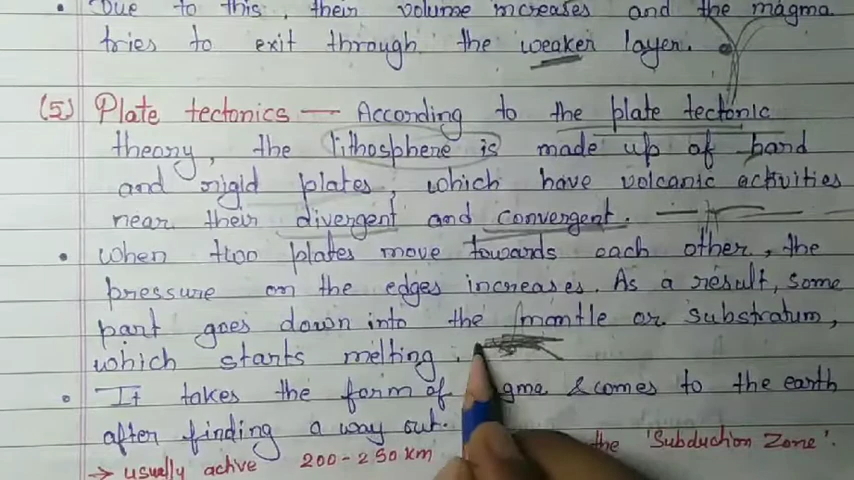 • Due to this, their volume increases and the magma
tries to exit through the weaker layer.
(5) Plate tectonics — According to the plate tectonic
theory, the lithosphere is made up of hard
and rigid plates, which have volcanic activities
near their divergent and convergent. —
• when two plates move towards each other, the
pressure on the edges increases. As a result, some
part goes down into the mantle or substratum,
which starts melting.
• It takes the form of gma & comes to the earth
after finding a way out.
→ usually active 200-250 km the 'Subduction Zone'.